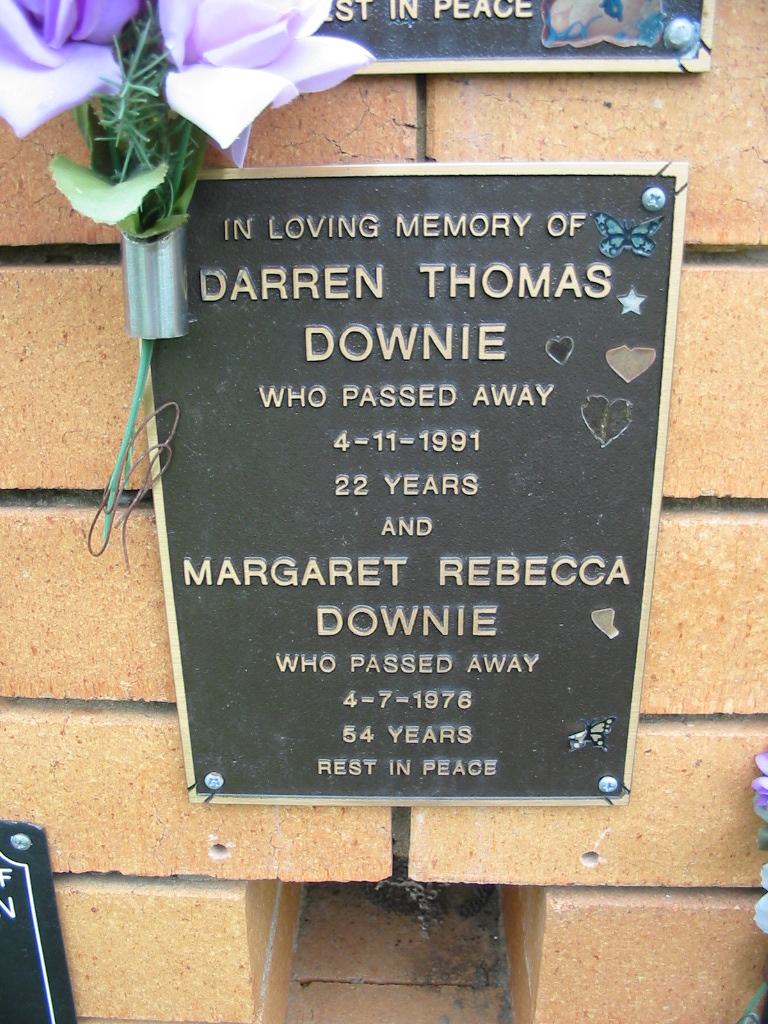 EST IN PEACE
IN LOVING MEMORY OF
DARREN THOMAS
DOWNIE
WHO PASSED AWAY
4-11-1991
22 YEARS
AND
MARGARET REBECCA
DOWNIE
WHO PASSED AWAY
4-7-1976
54 YEARS
REST IN PEACE
F
N